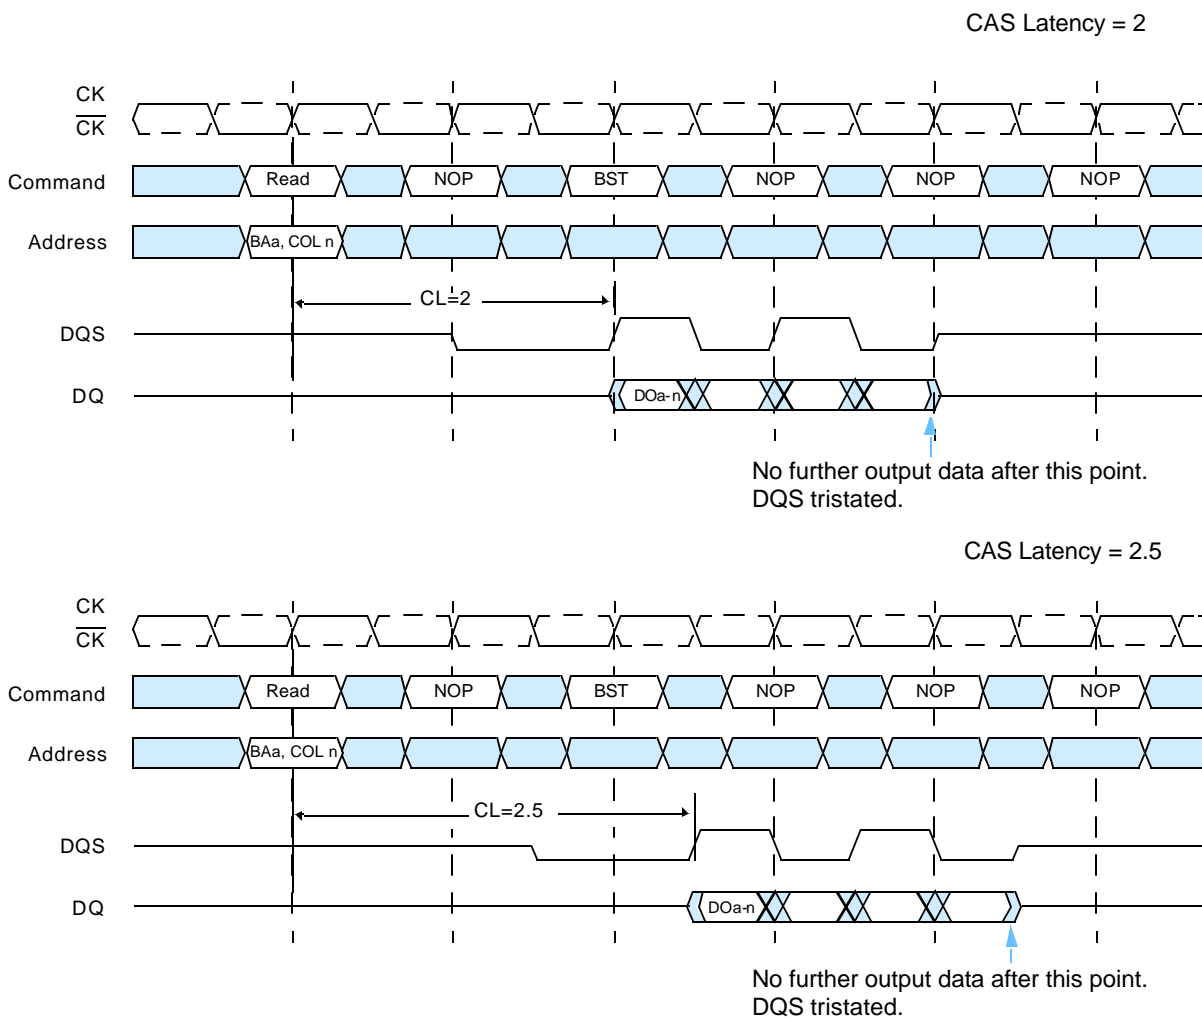 CAS Latency = 2
CK
CK
Command Read NOP BST NOP NOP NOP
Address BAa, COL n
CL=2
DQS
DQ DOa-n
No further output data after this point.
DQS tristated.
CAS Latency = 2.5
CK
CK
Command Read NOP BST NOP NOP NOP
Address BAa, COL n
CL=2.5
DQS
DQ DOa-n
No further output data after this point.
DQS tristated.